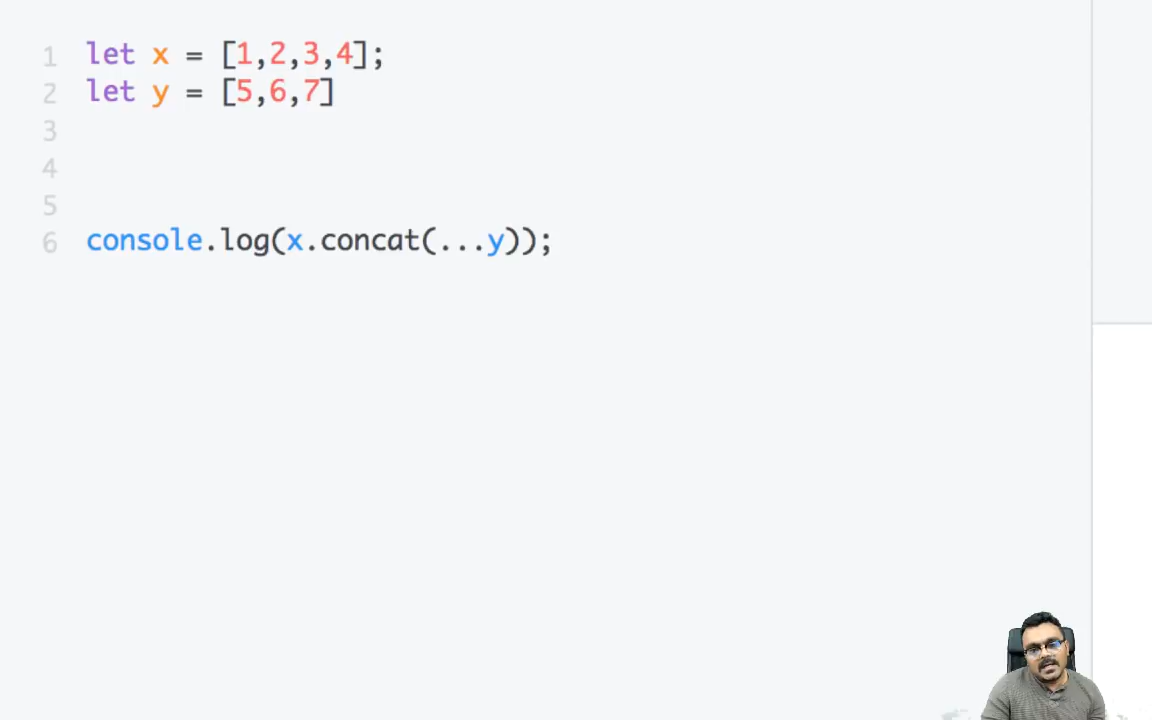 1 let x = [1,2,3,4];
2 let y = [5,6,7]
3
4
5
6 console.log(x.concat(...y));